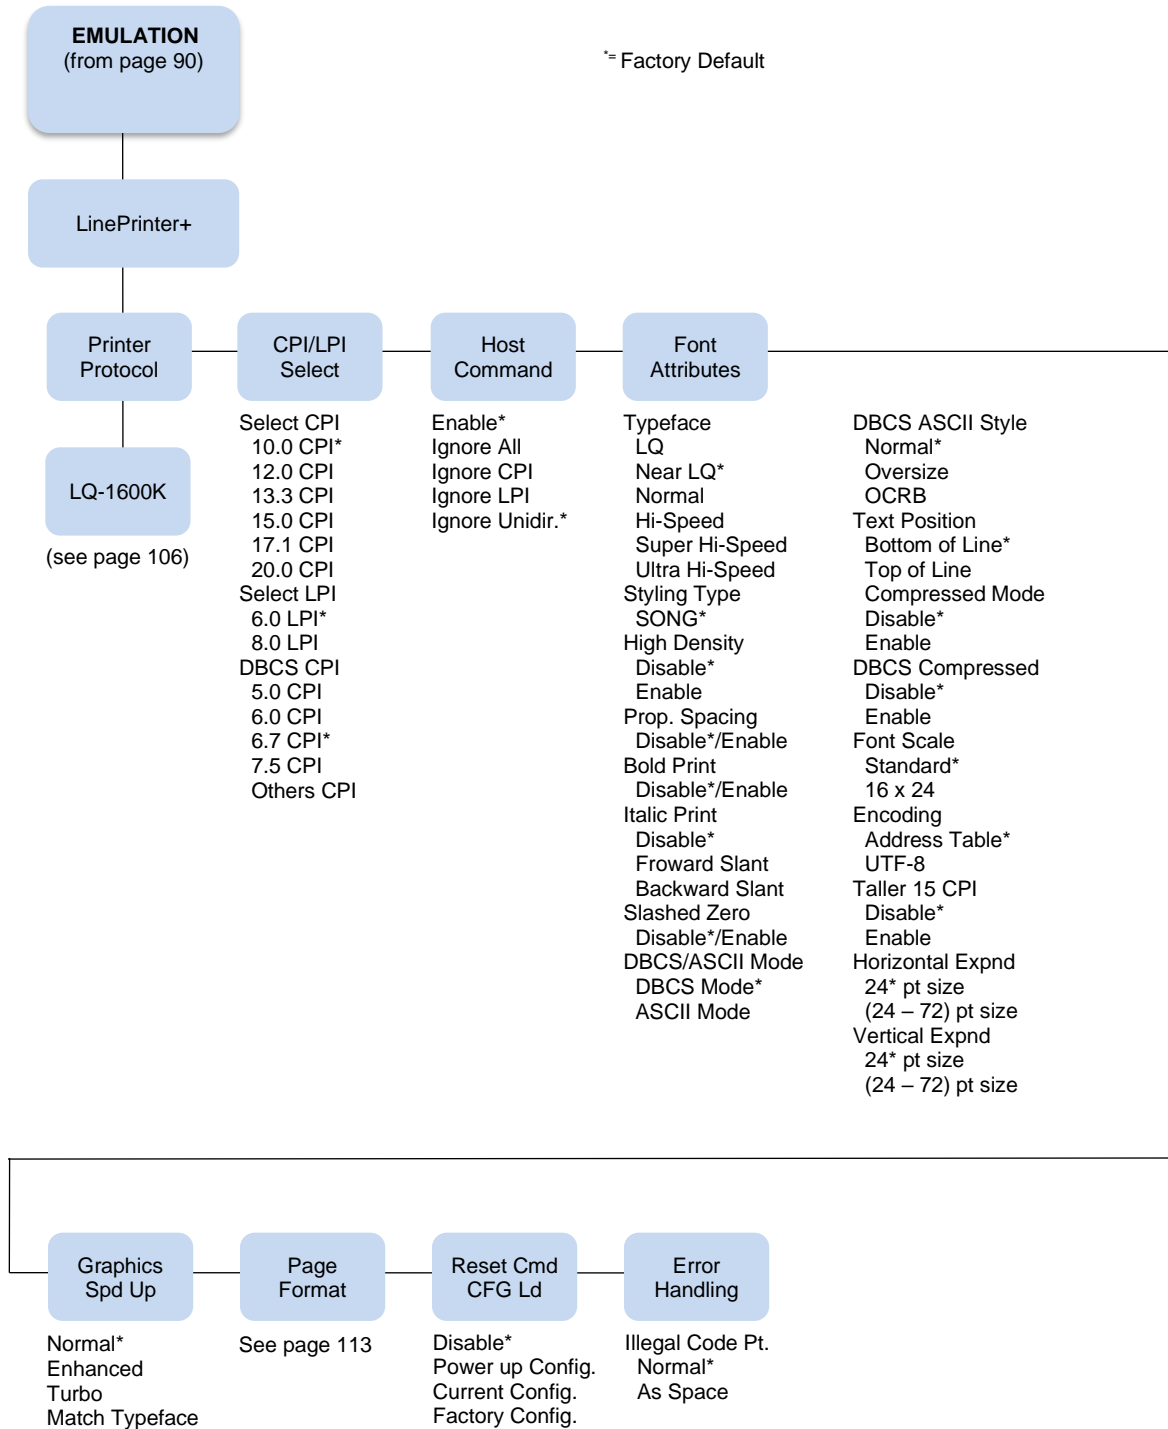 EMULATION
(from page 90)
*= Factory Default
LinePrinter+
Printer
Protocol
CPI/LPI
Select
Host
Command
Font
Attributes
LQ-1600K
(see page 106)
Select CPI
10.0 CPI*
12.0 CPI
13.3 CPI
15.0 CPI
17.1 CPI
20.0 CPI
Select LPI
6.0 LPI*
8.0 LPI
DBCS CPI
5.0 CPI
6.0 CPI
6.7 CPI*
7.5 CPI
Others CPI
Enable*
Ignore All
Ignore CPI
Ignore LPI
Ignore Unidir.*
Typeface
LQ
Near LQ*
Normal
Hi-Speed
Super Hi-Speed
Ultra Hi-Speed
Styling Type
SONG*
High Density
Disable*
Enable
Prop. Spacing
Disable*/Enable
Bold Print
Disable*/Enable
Italic Print
Disable*
Froward Slant
Backward Slant
Slashed Zero
Disable*/Enable
DBCS/ASCII Mode
DBCS Mode*
ASCII Mode
DBCS ASCII Style
Normal*
Oversize
OCRB
Text Position
Bottom of Line*
Top of Line
Compressed Mode
Disable*
Enable
DBCS Compressed
Disable*
Enable
Font Scale
Standard*
16 x 24
Encoding
Address Table*
UTF-8
Taller 15 CPI
Disable*
Enable
Horizontal Expnd
24* pt size
(24 – 72) pt size
Vertical Expnd
24* pt size
(24 – 72) pt size
Graphics
Spd Up
Page
Format
Reset Cmd
CFG Ld
Error
Handling
Normal*
Enhanced
Turbo
Match Typeface
See page 113
Disable*
Power up Config.
Current Config.
Factory Config.
Illegal Code Pt.
Normal*
As Space